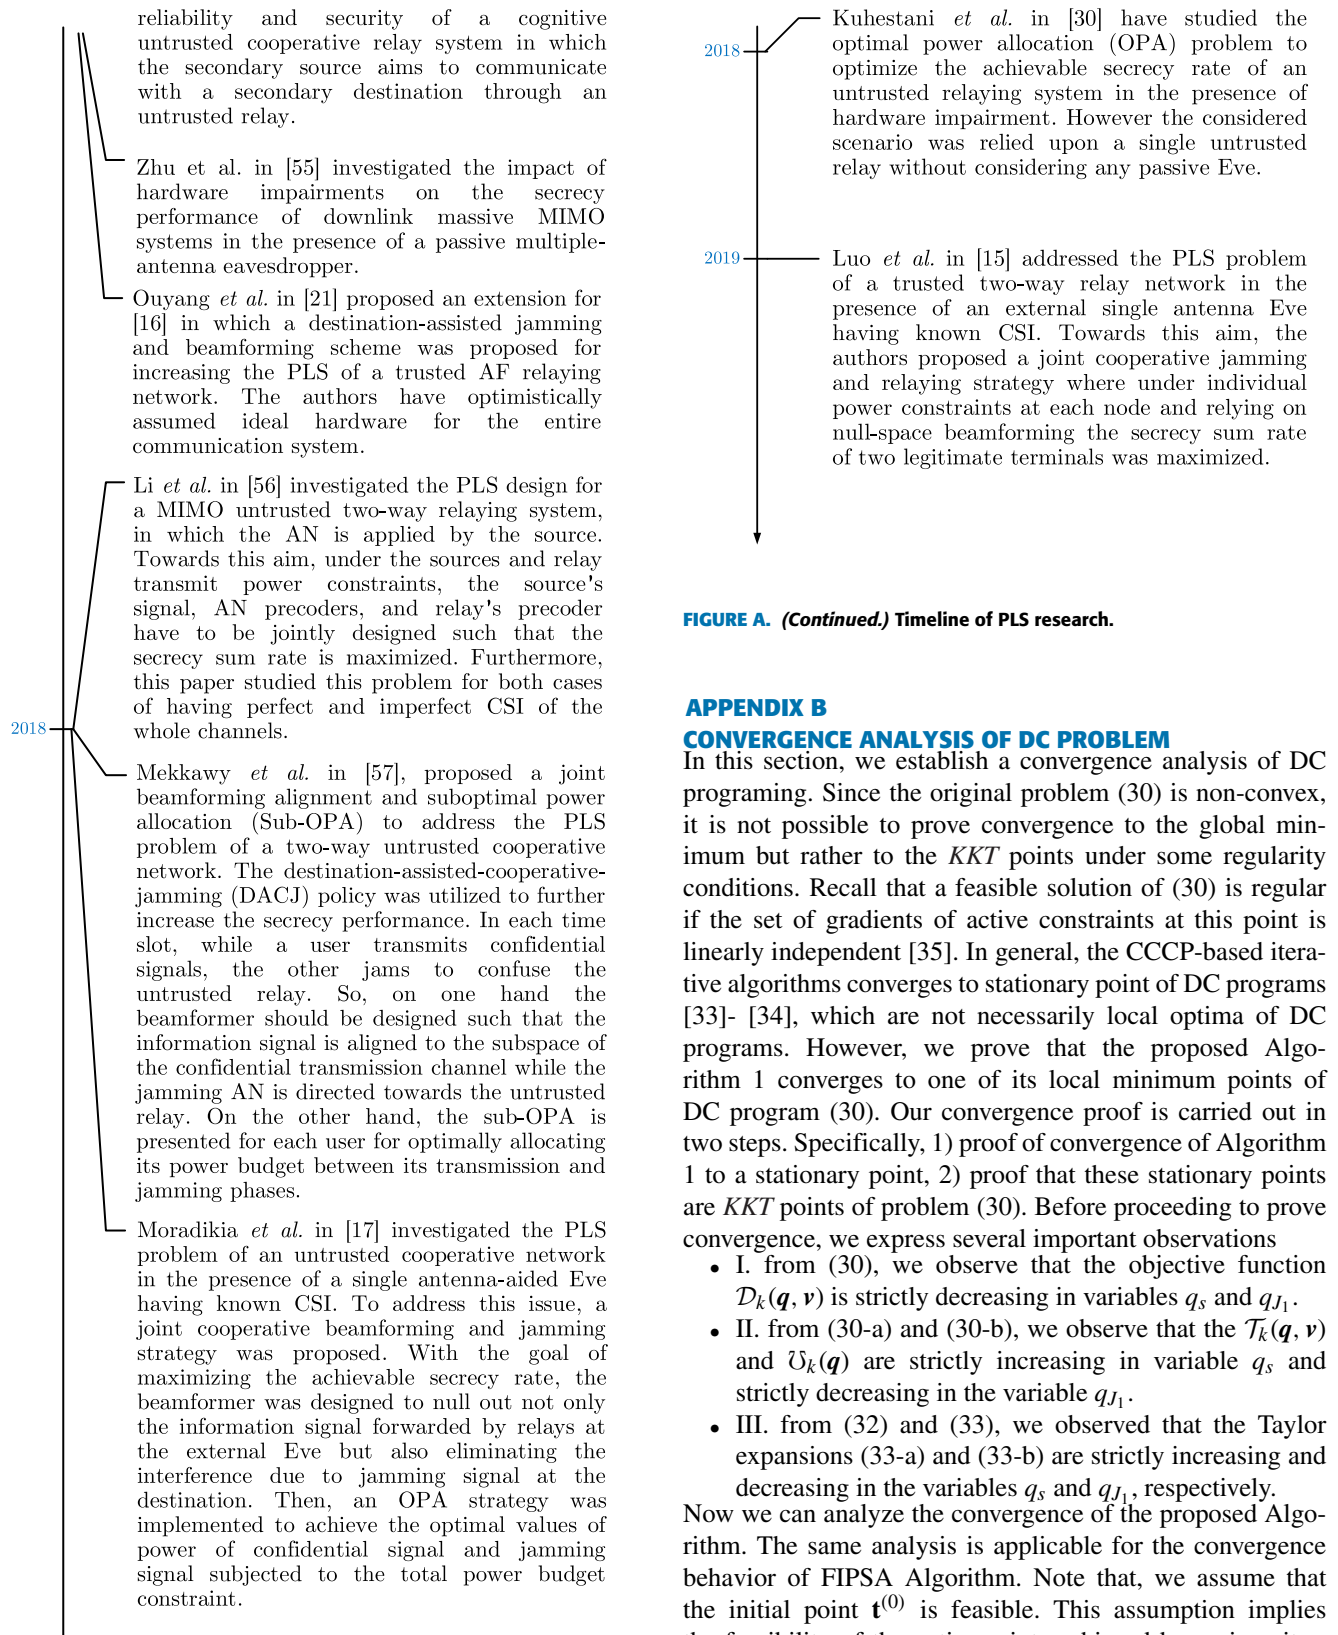 reliability and security of a cognitive
untrusted cooperative relay system in which
the secondary source aims to communicate
with a secondary destination through an
untrusted relay.
Zhu et al. in [55] investigated the impact of
hardware impairments on the secrecy
performance of downlink massive MIMO
systems in the presence of a passive multiple-
antenna eavesdropper.
Ouyang et al. in [21] proposed an extension for
[16] in which a destination-assisted jamming
and beamforming scheme was proposed for
increasing the PLS of a trusted AF relaying
network. The authors have optimistically
assumed ideal hardware for the entire
communication system.
Li et al. in [56] investigated the PLS design for
a MIMO untrusted two-way relaying system,
in which the AN is applied by the source.
Towards this aim, under the sources and relay
transmit power constraints, the source's
signal, AN precoders, and relay's precoder
have to be jointly designed such that the
secrecy sum rate is maximized. Furthermore,
this paper studied this problem for both cases
of having perfect and imperfect CSI of the
whole channels.
2018
Mekkawy et al. in [57], proposed a joint
beamforming alignment and suboptimal power
allocation (Sub-OPA) to address the PLS
problem of a two-way untrusted cooperative
network. The destination-assisted-cooperative-
jamming (DACJ) policy was utilized to further
increase the secrecy performance. In each time
slot, while a user transmits confidential
signals, the other jams to confuse the
untrusted relay. So, on one hand the
beamformer should be designed such that the
information signal is aligned to the subspace of
the confidential transmission channel while the
jamming AN is directed towards the untrusted
relay. On the other hand, the sub-OPA is
presented for each user for optimally allocating
its power budget between its transmission and
jamming phases.
Moradikia et al. in [17] investigated the PLS
problem of an untrusted cooperative network
in the presence of a single antenna-aided Eve
having known CSI. To address this issue, a
joint cooperative beamforming and jamming
strategy was proposed. With the goal of
maximizing the achievable secrecy rate, the
beamformer was designed to null out not only
the information signal forwarded by relays at
the external Eve but also eliminating the
interference due to jamming signal at the
destination. Then, an OPA strategy was
implemented to achieve the optimal values of
power of confidential signal and jamming
signal subjected to the total power budget
constraint.
2018
Kuhestani et al. in [30] have studied the
optimal power allocation (OPA) problem to
optimize the achievable secrecy rate of an
untrusted relaying system in the presence of
hardware impairment. However the considered
scenario was relied upon a single untrusted
relay without considering any passive Eve.
2019
Luo et al. in [15] addressed the PLS problem
of a trusted two-way relay network in the
presence of an external single antenna Eve
having known CSI. Towards this aim, the
authors proposed a joint cooperative jamming
and relaying strategy where under individual
power constraints at each node and relying on
null-space beamforming the secrecy sum rate
of two legitimate terminals was maximized.
FIGURE A. (Continued.) Timeline of PLS research.
APPENDIX B
CONVERGENCE ANALYSIS OF DC PROBLEM
In this section, we establish a convergence analysis of DC
programing. Since the original problem (30) is non-convex,
it is not possible to prove convergence to the global min-
imum but rather to the KKT points under some regularity
conditions. Recall that a feasible solution of (30) is regular
if the set of gradients of active constraints at this point is
linearly independent [35]. In general, the CCCP-based itera-
tive algorithms converges to stationary point of DC programs
[33]- [34], which are not necessarily local optima of DC
programs. However, we prove that the proposed Algo-
rithm 1 converges to one of its local minimum points of
DC program (30). Our convergence proof is carried out in
two steps. Specifically, 1) proof of convergence of Algorithm
1 to a stationary point, 2) proof that these stationary points
are KKT points of problem (30). Before proceeding to prove
convergence, we express several important observations
• I. from (30), we observe that the objective function
𝒟ₖ(q, v) is strictly decreasing in variables qₛ and q_{J₁}.
• II. from (30-a) and (30-b), we observe that the 𝒯ₖ(q, v)
and ℧ₖ(q) are strictly increasing in variable qₛ and
strictly decreasing in the variable q_{J₁}.
• III. from (32) and (33), we observed that the Taylor
expansions (33-a) and (33-b) are strictly increasing and
decreasing in the variables qₛ and q_{J₁}, respectively.
Now we can analyze the convergence of the proposed Algo-
rithm. The same analysis is applicable for the convergence
behavior of FIPSA Algorithm. Note that, we assume that
the initial point t⁽⁰⁾ is feasible. This assumption implies